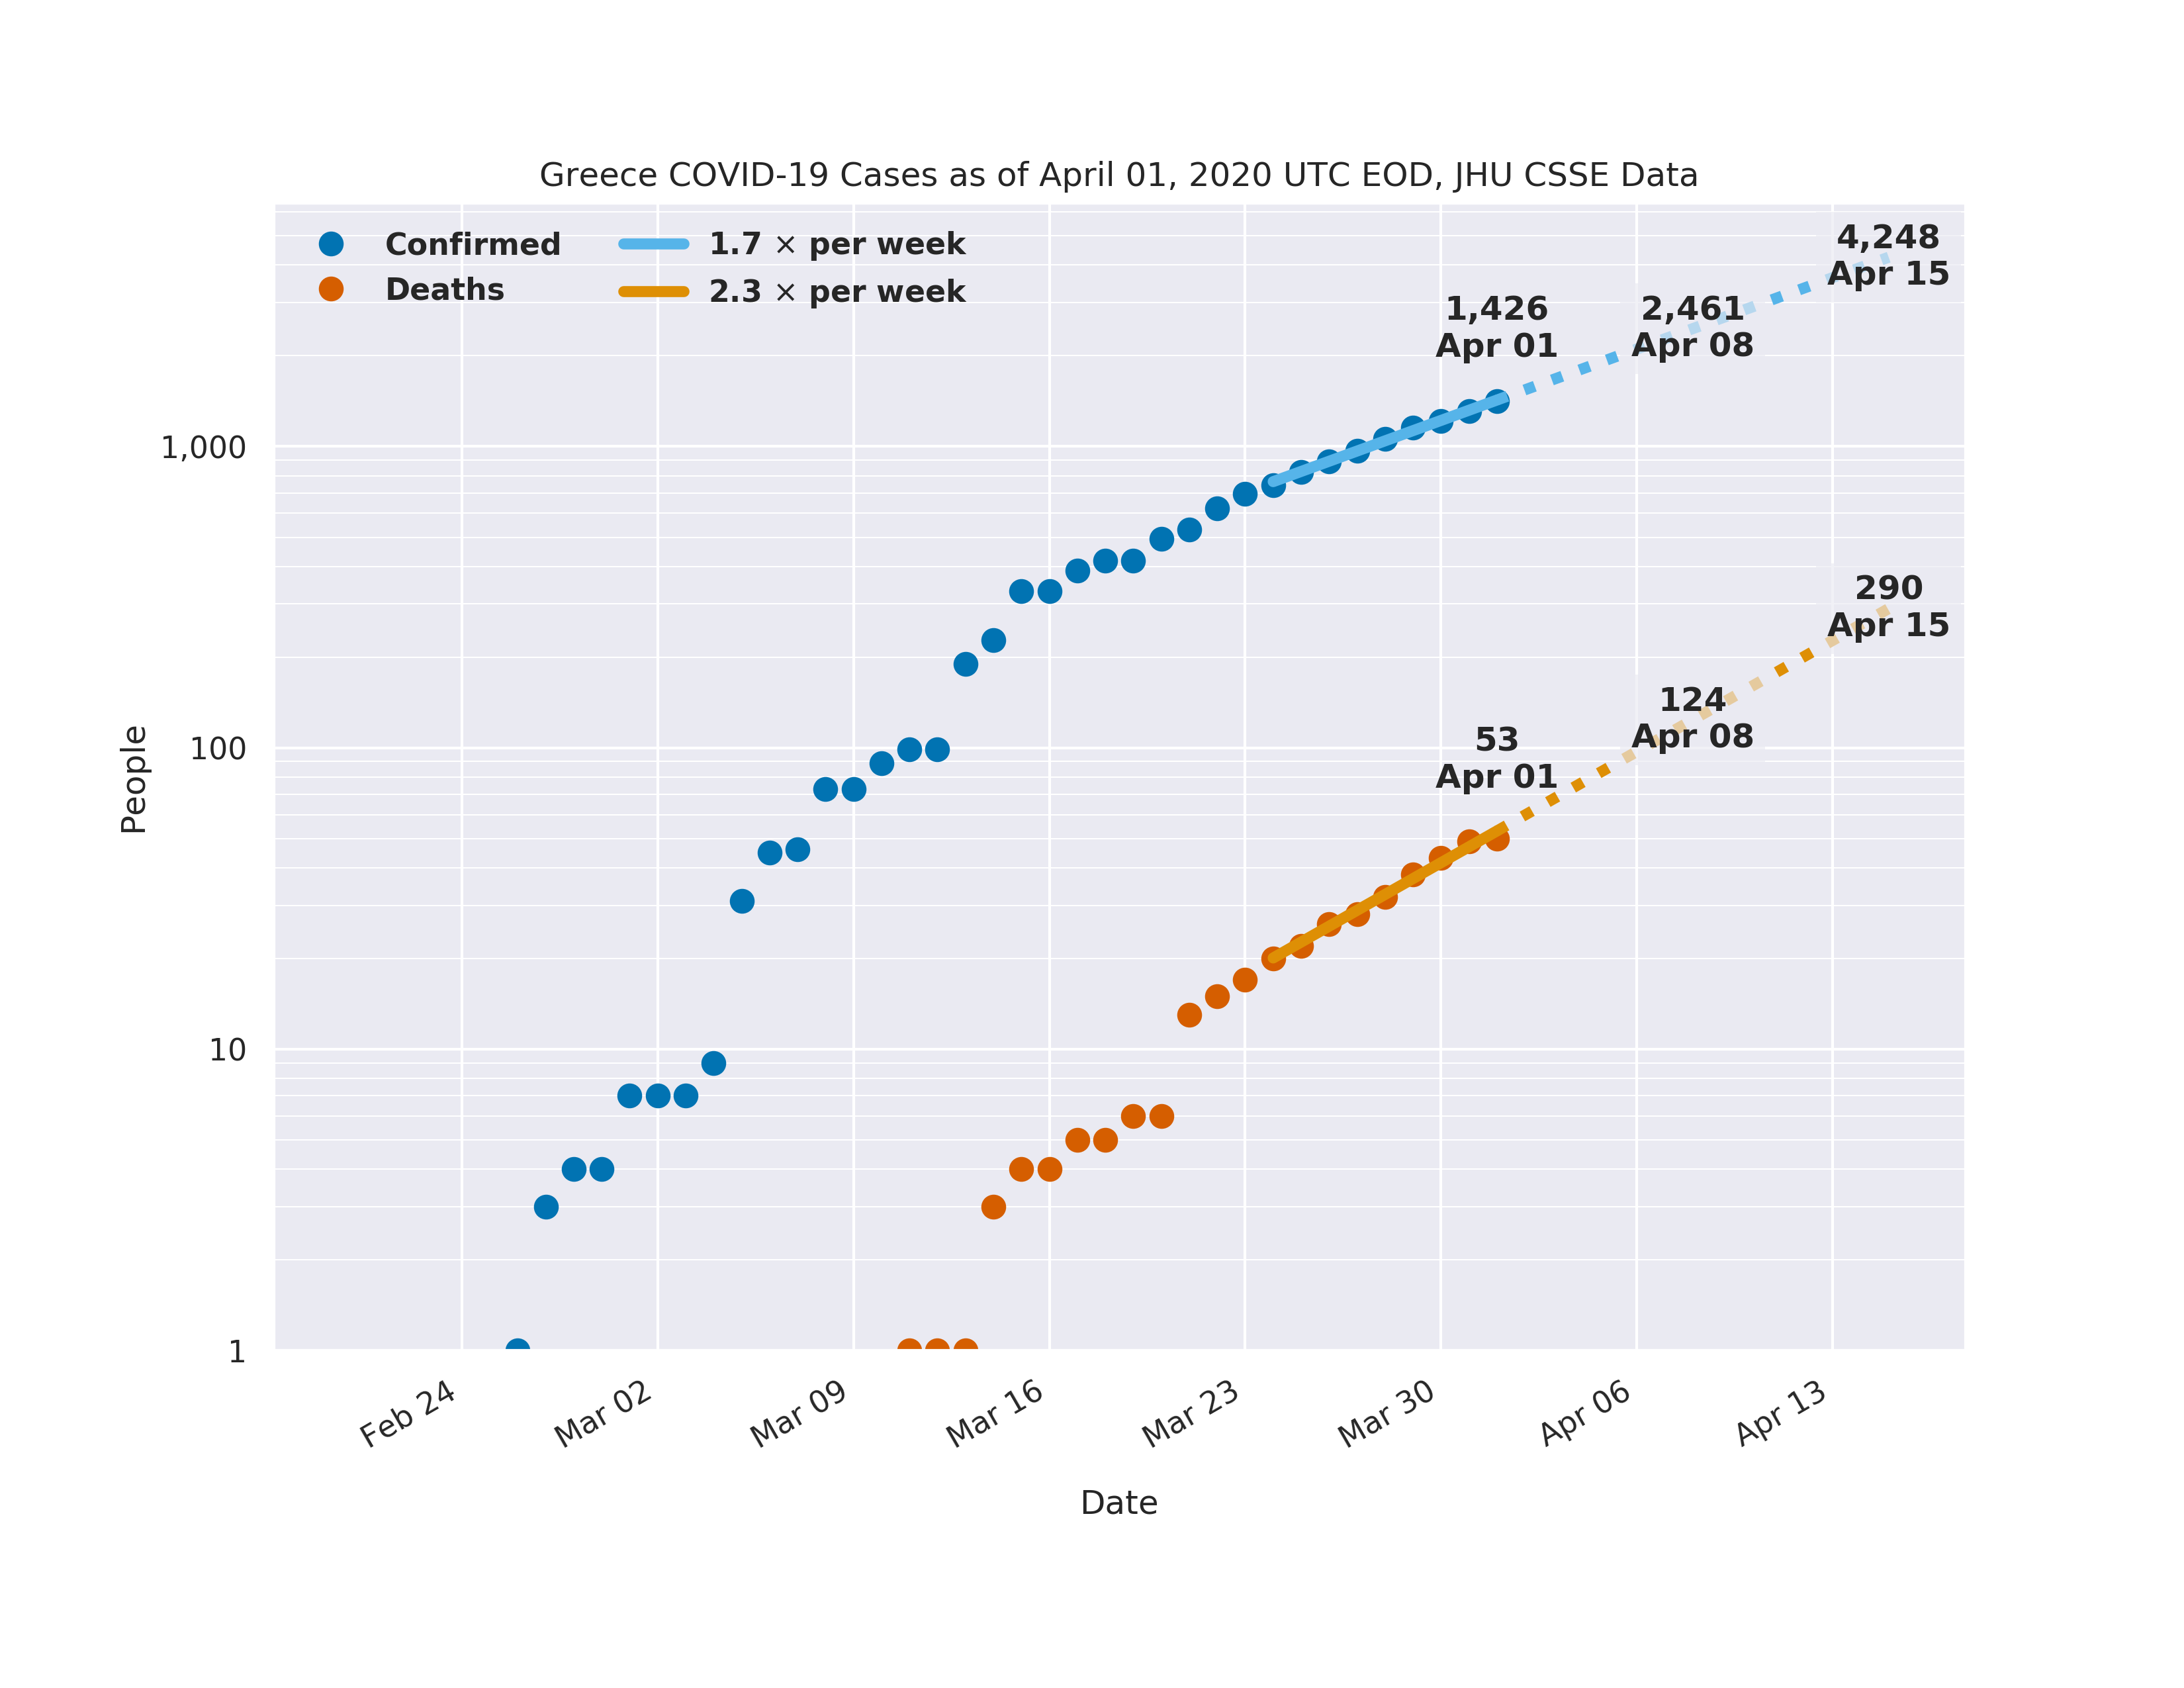 Greece COVID-19 Cases as of April 01, 2020 UTC EOD, JHU CSSE Data
Confirmed
Deaths
1.7 × per week
2.3 × per week
4,248
Apr 15
1,426
Apr 01
2,461
Apr 08
290
Apr 15
124
Apr 08
53
Apr 01
People
1,000
100
10
1
Feb 24
Mar 02
Mar 09
Mar 16
Mar 23
Mar 30
Apr 06
Apr 13
Date